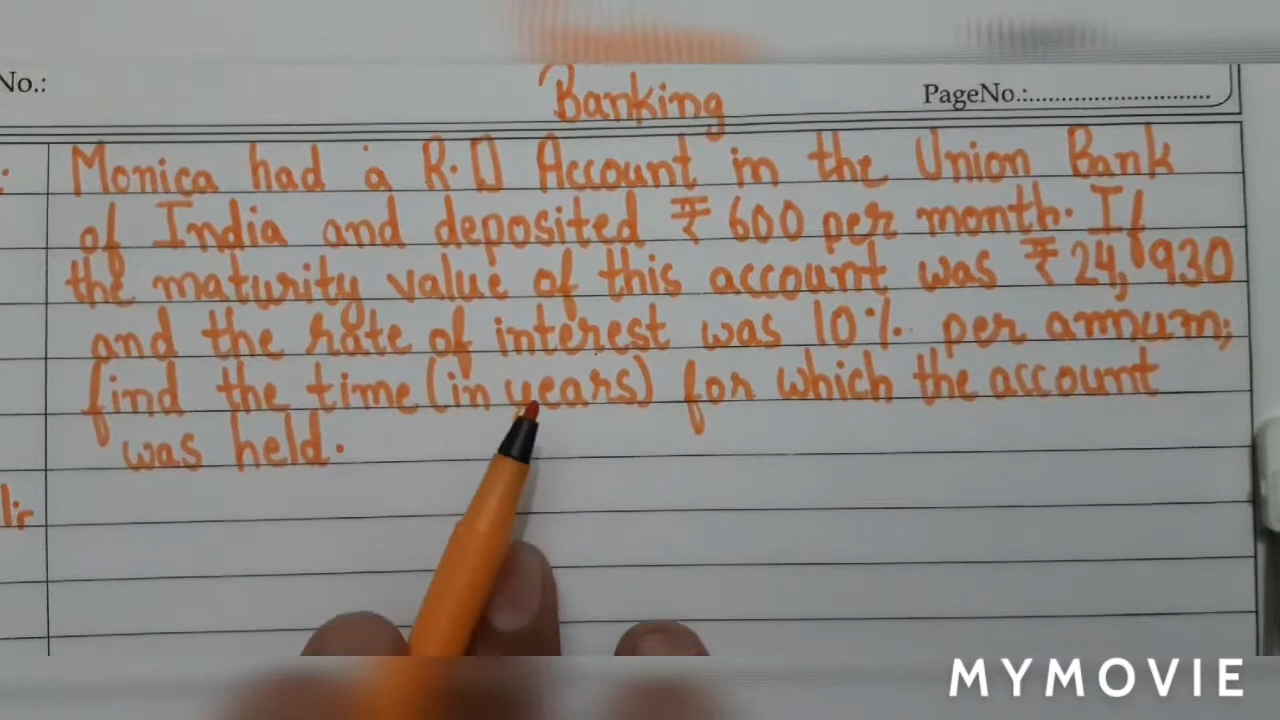 No.:
Banking
PageNo.:
Monica had a R.D Account in the Union Bank
of India and deposited ₹ 600 per month. If
the maturity value of this account was ₹ 24,930
and the rate of interest was 10%. per annum;
find the time (in years) for which the account
was held.
MYMOVIE